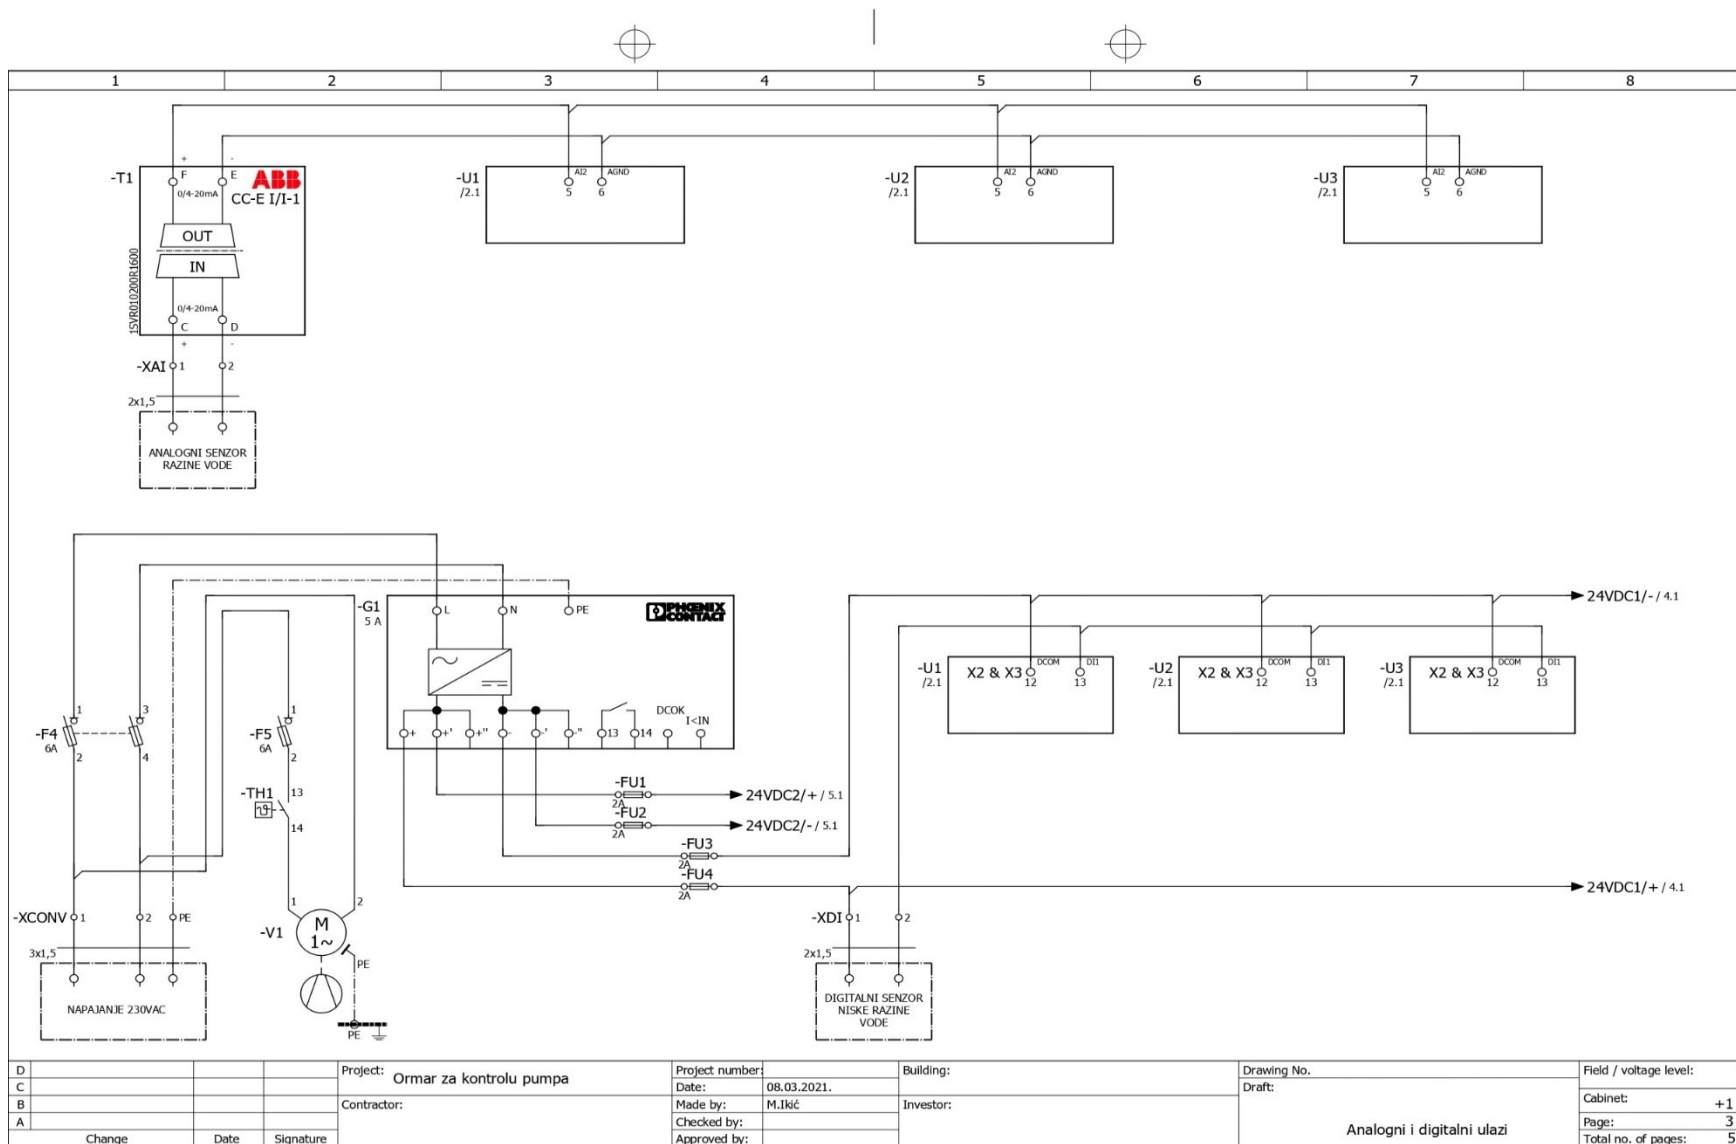 1 2 3 4 5 6 7 8
-T1
+ -
F E
0/4-20mA
ABB
CC-E I/I-1
OUT
IN
1SVR010200R1600
0/4-20mA
C D
+ -
-XAI 1 2
2x1,5
ANALOGNI SENZOR
RAZINE VODE
-U1
/2.1
AI2 AGND
5 6
-U2
/2.1
AI2 AGND
5 6
-U3
/2.1
AI2 AGND
5 6
-G1
5 A
L N PE
PHŒNIX
CONTACT
DCOK
I<IN
+ +' +" - -' -" 13 14
-F4
6A
1 3
2 4
-F5
6A
1
2
-TH1
13
14
-FU1
2A
24VDC2/+ / 5.1
-FU2
2A
24VDC2/- / 5.1
-FU3
2A
-FU4
2A
24VDC1/- / 4.1
24VDC1/+ / 4.1
-U1
/2.1
X2 & X3
DCOM DI1
12 13
-U2
/2.1
X2 & X3
DCOM DI1
12 13
-U3
/2.1
X2 & X3
DCOM DI1
12 13
-XCONV 1 2 PE
3x1,5
NAPAJANJE 230VAC
-V1
1 2
M
1~
PE
PE
-XDI 1 2
2x1,5
DIGITALNI SENZOR
NISKE RAZINE
VODE
D
C
B
A
Change Date Signature
Project: Ormar za kontrolu pumpa
Contractor:
Project number:
Date: 08.03.2021.
Made by: M.Ikić
Checked by:
Approved by:
Building:
Investor:
Drawing No.
Draft:
Analogni i digitalni ulazi
Field / voltage level:
Cabinet: +1
Page: 3
Total no. of pages: 5